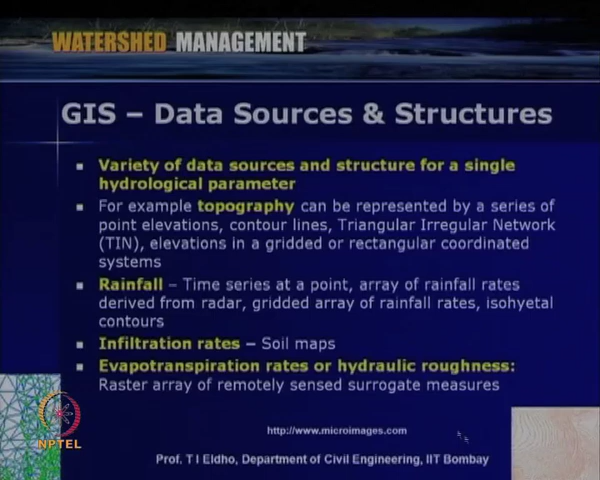 WATERSHED MANAGEMENT
GIS – Data Sources & Structures
Variety of data sources and structure for a single
hydrological parameter
For example topography can be represented by a series of
point elevations, contour lines, Triangular Irregular Network
(TIN), elevations in a gridded or rectangular coordinated
systems
Rainfall – Time series at a point, array of rainfall rates
derived from radar, gridded array of rainfall rates, isohyetal
contours
Infiltration rates – Soil maps
Evapotranspiration rates or hydraulic roughness:
Raster array of remotely sensed surrogate measures
NPTEL
http://www.microimages.com
Prof. T I Eldho, Department of Civil Engineering, IIT Bombay